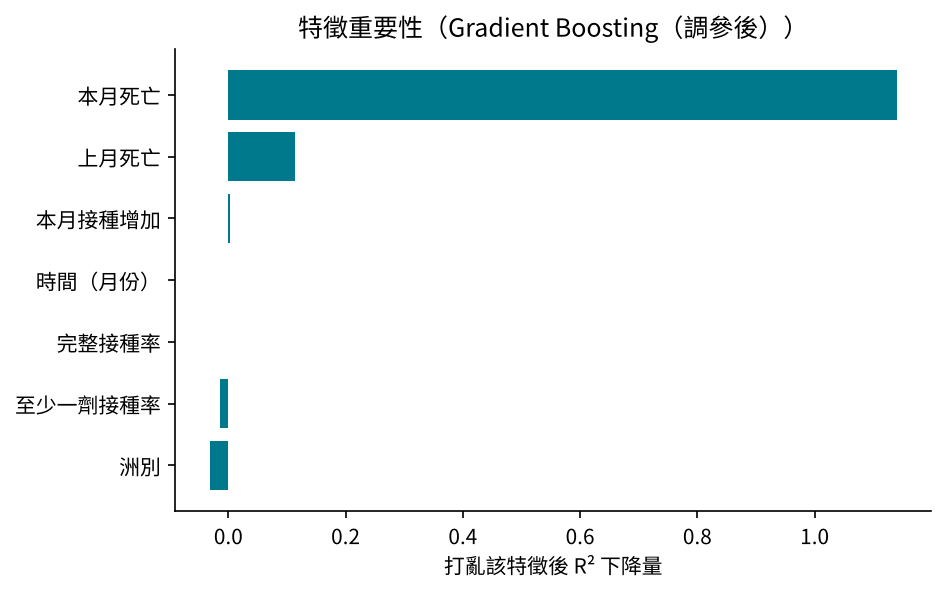 特徵重要性（Gradient Boosting（調參後））
本月死亡
上月死亡
本月接種增加
時間（月份）
完整接種率
至少一劑接種率
洲別
0.0 0.2 0.4 0.6 0.8 1.0
打亂該特徵後 R² 下降量